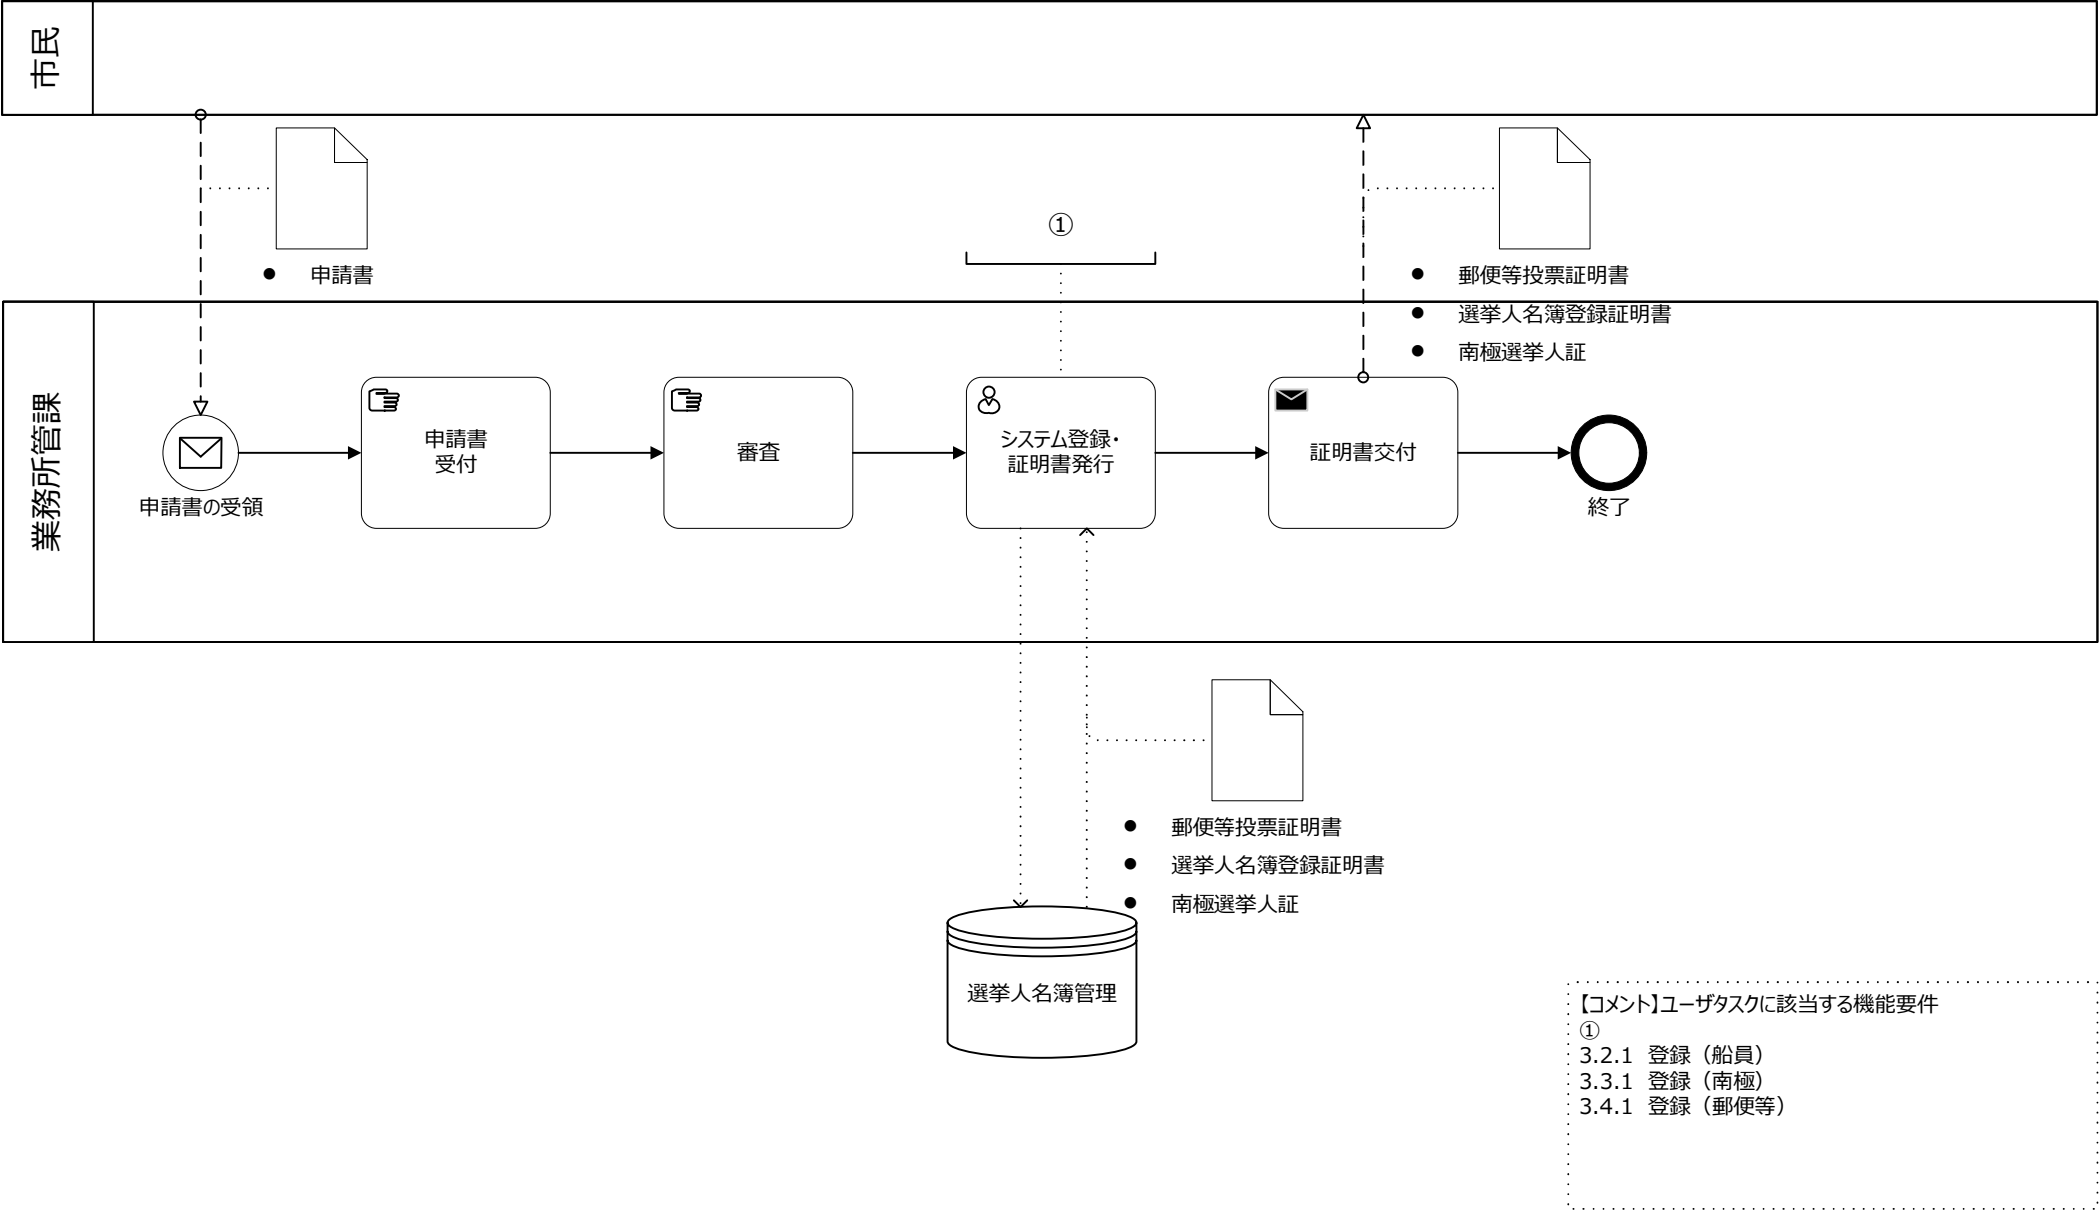 市民
● 申請書
①
● 郵便等投票証明書
● 選挙人名簿登録証明書
● 南極選挙人証
業務所管課
申請書の受領
申請書
受付
審査
システム登録・
証明書発行
証明書交付
終了
● 郵便等投票証明書
● 選挙人名簿登録証明書
● 南極選挙人証
選挙人名簿管理
【コメント】ユーザタスクに該当する機能要件
①
3.2.1 登録（船員）
3.3.1 登録（南極）
3.4.1 登録（郵便等）